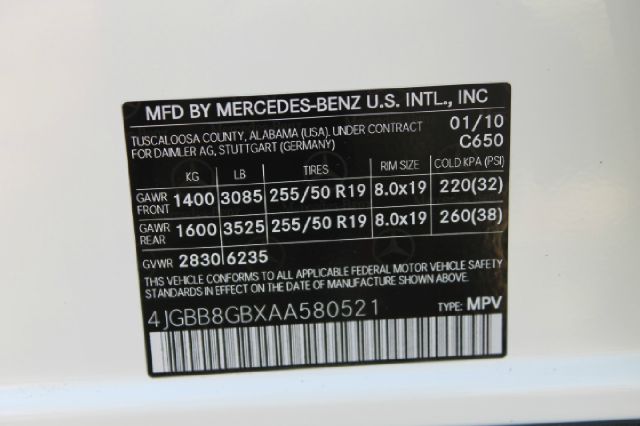 MFD BY MERCEDES-BENZ U.S. INTL., INC
TUSCALOOSA COUNTY, ALABAMA (USA), UNDER CONTRACT 01/10
FOR DAIMLER AG, STUTTGART (GERMANY) C650
KG LB TIRES RIM SIZE COLD KPA (PSI)
GAWR FRONT 1400 3085 255/50 R19 8.0x19 220(32)
GAWR REAR 1600 3525 255/50 R19 8.0x19 260(38)
GVWR 2830 6235
THIS VEHICLE CONFORMS TO ALL APPLICABLE FEDERAL MOTOR VEHICLE SAFETY
STANDARDS IN EFFECT ON THE DATE OF MANUFACTURE SHOWN ABOVE.
4JGBB8GBXAA580521 TYPE: MPV